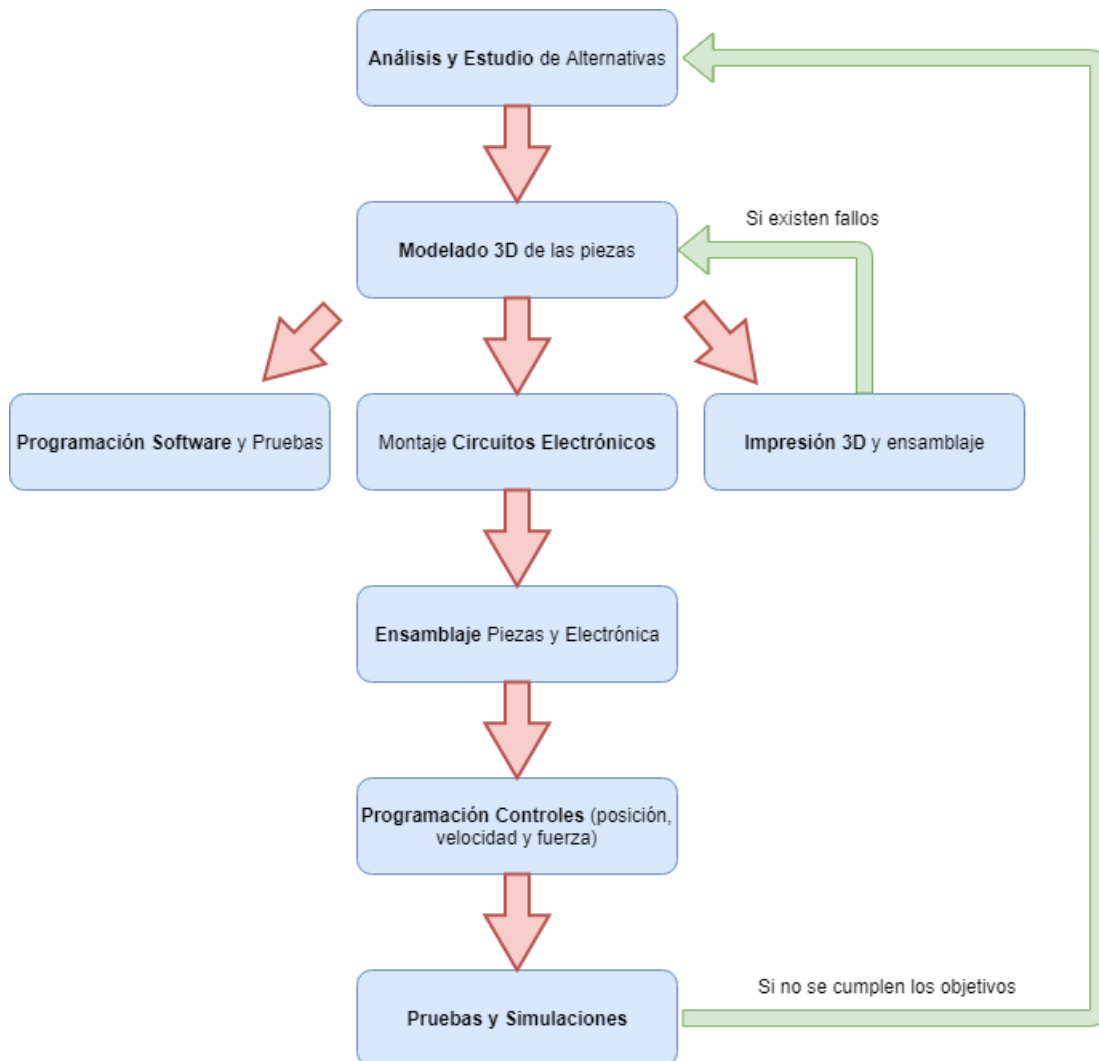 Análisis y Estudio de Alternativas
Si existen fallos
Modelado 3D de las piezas
Programación Software y Pruebas
Montaje Circuitos Electrónicos
Impresión 3D y ensamblaje
Ensamblaje Piezas y Electrónica
Programación Controles (posición,
velocidad y fuerza)
Si no se cumplen los objetivos
Pruebas y Simulaciones